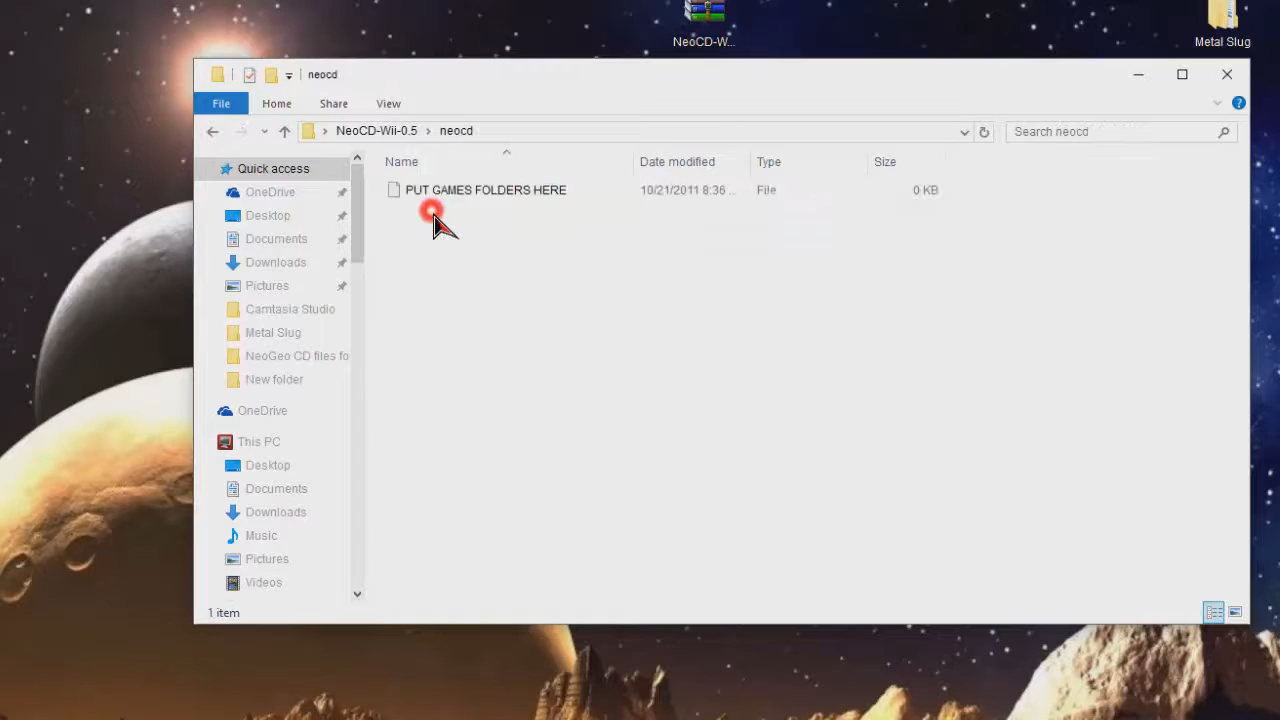 NeoCD-W...
Metal Slug
neocd
File
Home
Share
View
NeoCD-Wii-0.5
neocd
Search neocd
Name
Date modified
Type
Size
PUT GAMES FOLDERS HERE
10/21/2011 8:36 ...
File
0 KB
Quick access
OneDrive
Desktop
Documents
Downloads
Pictures
Camtasia Studio
Metal Slug
NeoGeo CD files fo
New folder
OneDrive
This PC
Desktop
Documents
Downloads
Music
Pictures
Videos
1 item